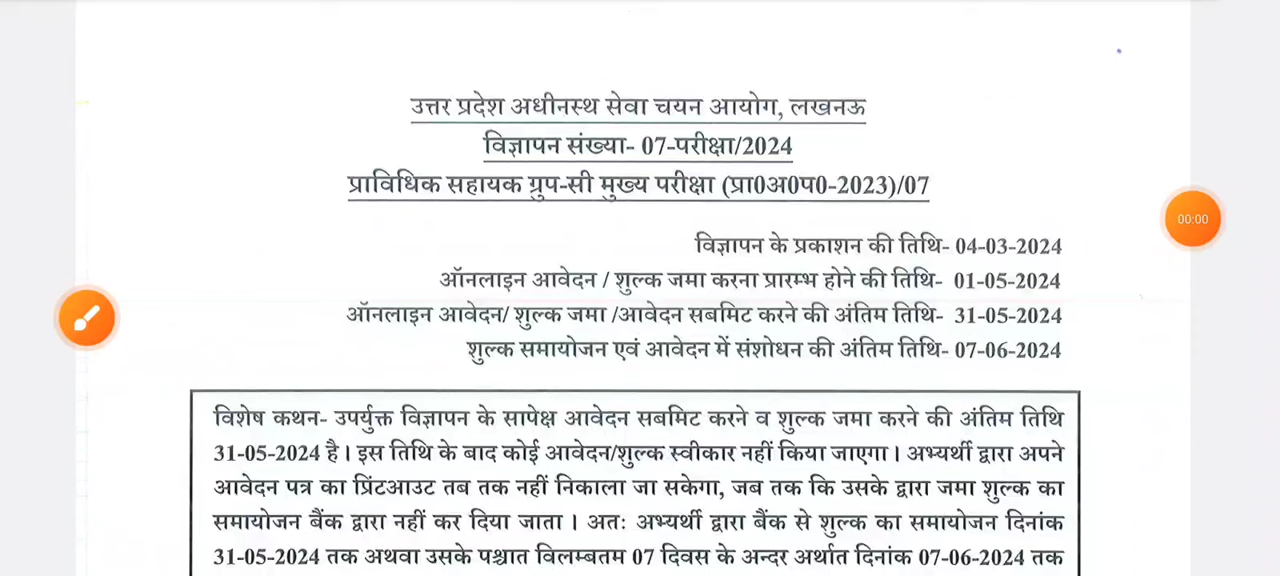 उत्तर प्रदेश अधीनस्थ सेवा चयन आयोग, लखनऊ
विज्ञापन संख्या- 07-परीक्षा/2024
प्राविधिक सहायक ग्रुप-सी मुख्य परीक्षा (प्रा0अ0प0-2023)/07
विज्ञापन के प्रकाशन की तिथि- 04-03-2024
00:00
ऑनलाइन आवेदन / शुल्क जमा करना प्रारम्भ होने की तिथि- 01-05-2024
ऑनलाइन आवेदन/ शुल्क जमा /आवेदन सबमिट करने की अंतिम तिथि- 31-05-2024
शुल्क समायोजन एवं आवेदन में संशोधन की अंतिम तिथि- 07-06-2024
विशेष कथन- उपर्युक्त विज्ञापन के सापेक्ष आवेदन सबमिट करने व शुल्क जमा करने की अंतिम तिथि
31-05-2024 है। इस तिथि के बाद कोई आवेदन/शुल्क स्वीकार नहीं किया जाएगा। अभ्यर्थी द्वारा अपने
आवेदन पत्र का प्रिंटआउट तब तक नहीं निकाला जा सकेगा, जब तक कि उसके द्वारा जमा शुल्क का
समायोजन बैंक द्वारा नहीं कर दिया जाता। अतः अभ्यर्थी द्वारा बैंक से शुल्क का समायोजन दिनांक
31-05-2024 तक अथवा उसके पश्चात विलम्बतम 07 दिवस के अन्दर अर्थात दिनांक 07-06-2024 तक